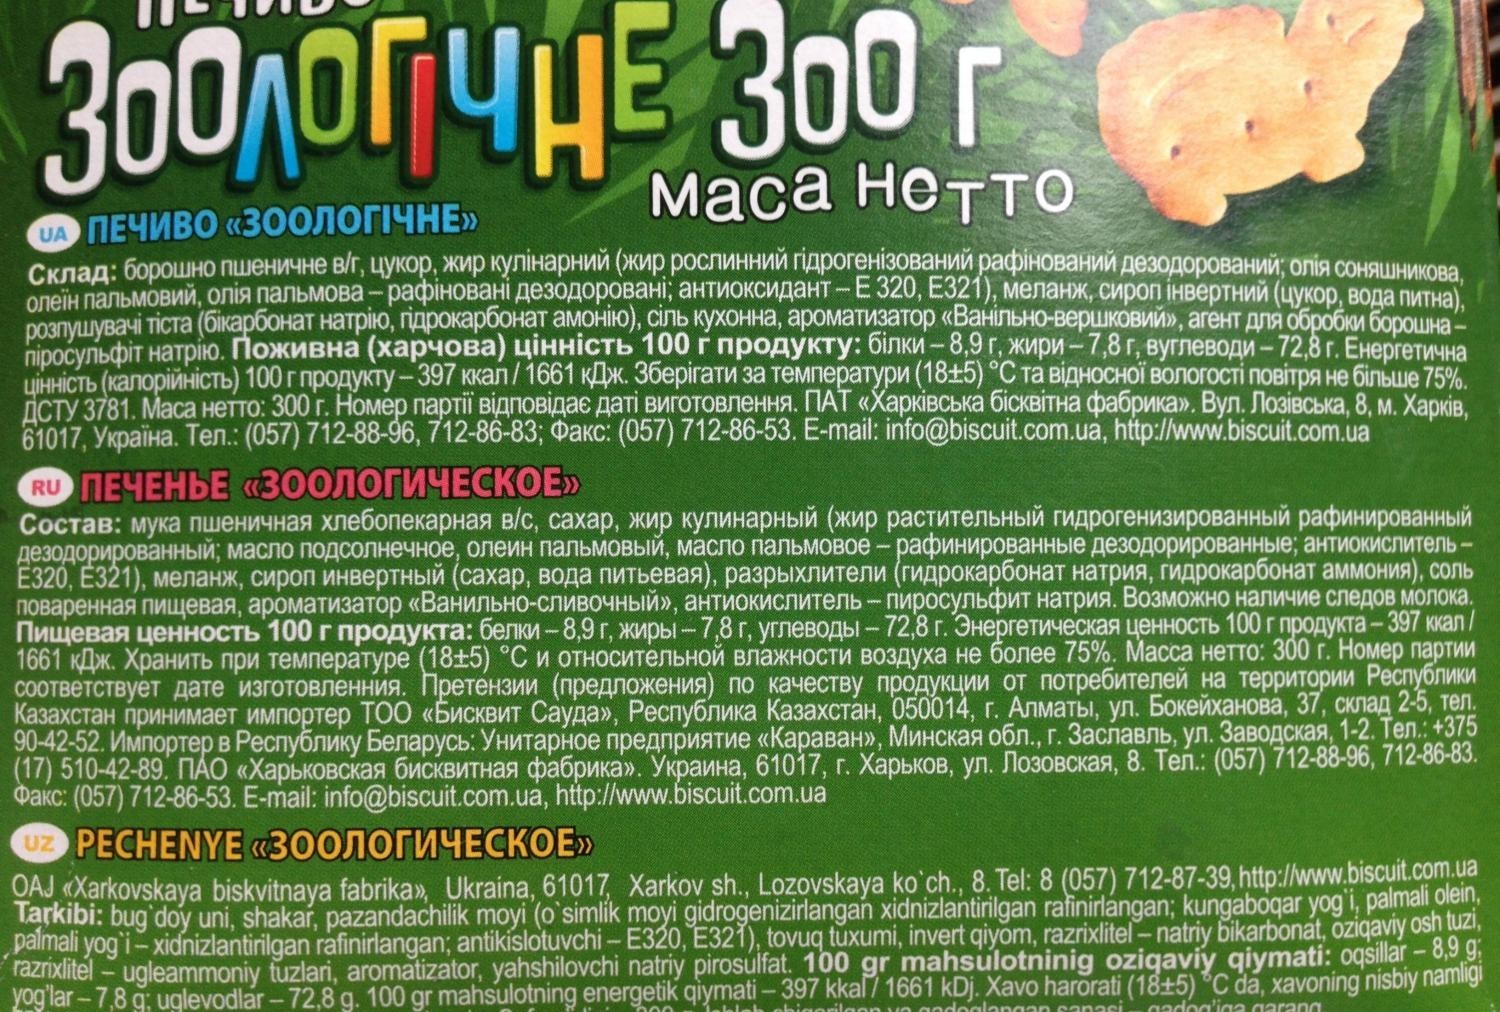 ПЕЧИВО
ЗООЛОГІЧНЕ 300 г
маса нетто
UA ПЕЧИВО «ЗООЛОГІЧНЕ»
Склад: борошно пшеничне в/г, цукор, жир кулінарний (жир рослинний гідрогенізований рафінований дезодорований; олія соняшникова,
олеїн пальмовий, олія пальмова – рафіновані дезодоровані; антиоксидант – Е 320, Е321), меланж, сироп інвертний (цукор, вода питна),
розпушувачі тіста (бікарбонат натрію, гідрокарбонат амонію), сіль кухонна, ароматизатор «Ванільно-вершковий», агент для обробки борошна –
піросульфіт натрію. Поживна (харчова) цінність 100 г продукту: білки – 8,9 г, жири – 7,8 г, вуглеводи – 72,8 г. Енергетична
цінність (калорійність) 100 г продукту – 397 ккал / 1661 кДж. Зберігати за температури (18±5) °С та відносної вологості повітря не більше 75%.
ДСТУ 3781. Маса нетто: 300 г. Номер партії відповідає даті виготовлення. ПАТ «Харківська бісквітна фабрика». Вул. Лозівська, 8, м. Харків,
61017, Україна. Тел.: (057) 712-88-96, 712-86-83; Факс: (057) 712-86-53. E-mail: info@biscuit.com.ua, http://www.biscuit.com.ua
RU ПЕЧЕНЬЕ «ЗООЛОГИЧЕСКОЕ»
Состав: мука пшеничная хлебопекарная в/с, сахар, жир кулинарный (жир растительный гидрогенизированный рафинированный
дезодорированный; масло подсолнечное, олеин пальмовый, масло пальмовое – рафинированные дезодорированные; антиокислитель –
Е320, Е321), меланж, сироп инвертный (сахар, вода питьевая), разрыхлители (гидрокарбонат натрия, гидрокарбонат аммония), соль
поваренная пищевая, ароматизатор «Ванильно-сливочный», антиокислитель – пиросульфит натрия. Возможно наличие следов молока.
Пищевая ценность 100 г продукта: белки – 8,9 г, жиры – 7,8 г, углеводы – 72,8 г. Энергетическая ценность 100 г продукта – 397 ккал /
1661 кДж. Хранить при температуре (18±5) °С и относительной влажности воздуха не более 75%. Масса нетто: 300 г. Номер партии
соответствует дате изготовленния. Претензии (предложения) по качеству продукции от потребителей на территории Республики
Казахстан принимает импортер ТОО «Бисквит Сауда», Республика Казахстан, 050014, г. Алматы, ул. Бокейханова, 37, склад 2-5, тел.
90-42-52. Импортер в Республику Беларусь: Унитарное предприятие «Караван», Минская обл., г. Заславль, ул. Заводская, 1-2. Тел.: +375
(17) 510-42-89. ПАО «Харьковская бисквитная фабрика». Украина, 61017, г. Харьков, ул. Лозовская, 8. Тел.: (057) 712-88-96, 712-86-83.
Факс: (057) 712-86-53. E-mail: info@biscuit.com.ua, http://www.biscuit.com.ua
UZ PECHENYE «ЗООЛОГИЧЕСКОЕ»
OAJ «Xarkovskaya biskvitnaya fabrika», Ukraina, 61017, Xarkov sh., Lozovskaya ko`ch., 8. Tel: 8 (057) 712-87-39, http://www.biscuit.com.ua
Tarkibi: bug`doy uni, shakar, pazandachilik moyi (o`simlik moyi gidrogenizirlangan xidnizlantirilgan rafinirlangan; kungaboqar yog`i, palmali olein,
palmali yog`i – xidnizlantirilgan rafinirlangan; antikislotuvchi – E320, E321), tovuq tuxumi, invert qiyom, razrixlitel – natriy bikarbonat, oziqaviy osh tuzi,
razrixlitel – ugleammoniy tuzlari, aromatizator, yahshilovchi natriy pirosulfat. 100 gr mahsulotninig oziqaviy qiymati: oqsillar – 8,9 g;
yog'lar – 7,8 g; uglevodlar – 72,8 g. 100 gr mahsulotning energetik qiymati – 397 kkal / 1661 kDj. Xavo harorati (18±5) °C da, xavoning nisbiy namligi